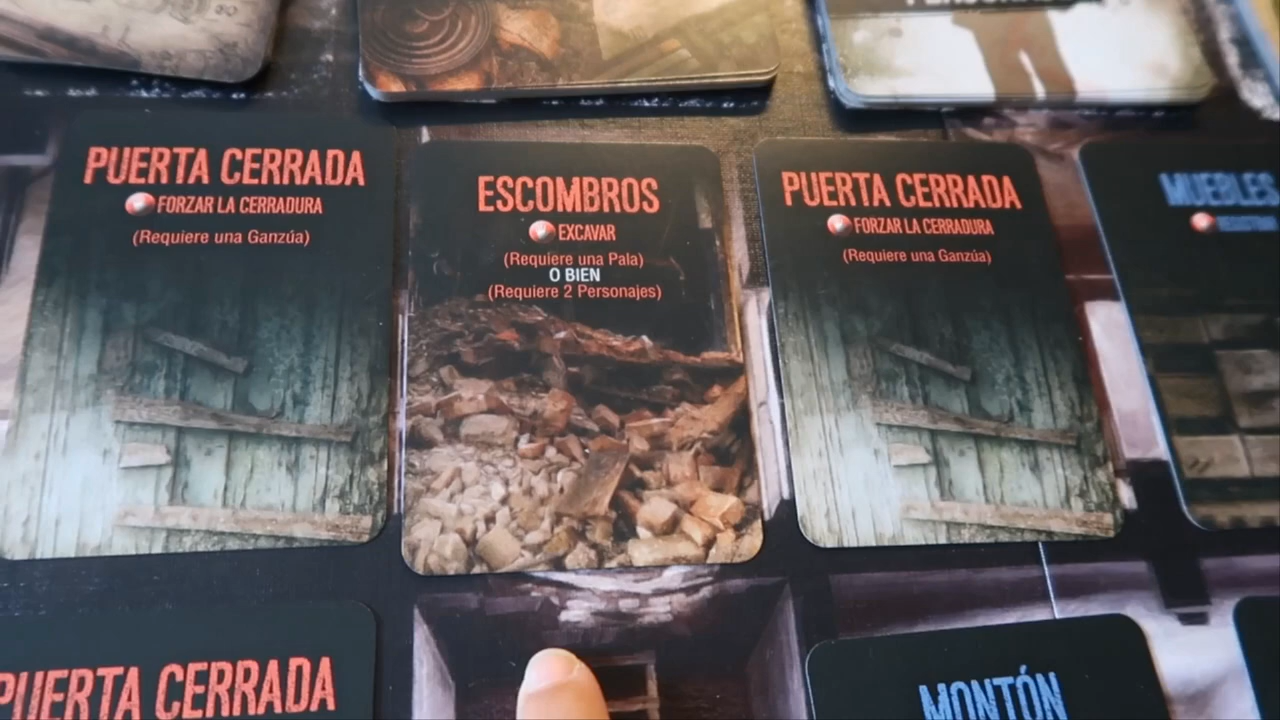 PUERTA CERRADA
FORZAR LA CERRADURA
(Requiere una Ganzúa)
ESCOMBROS
EXCAVAR
(Requiere una Pala)
O BIEN
(Requiere 2 Personajes)
PUERTA CERRADA
FORZAR LA CERRADURA
(Requiere una Ganzúa)
MUEBLES
PUERTA CERRADA
MONTÓN